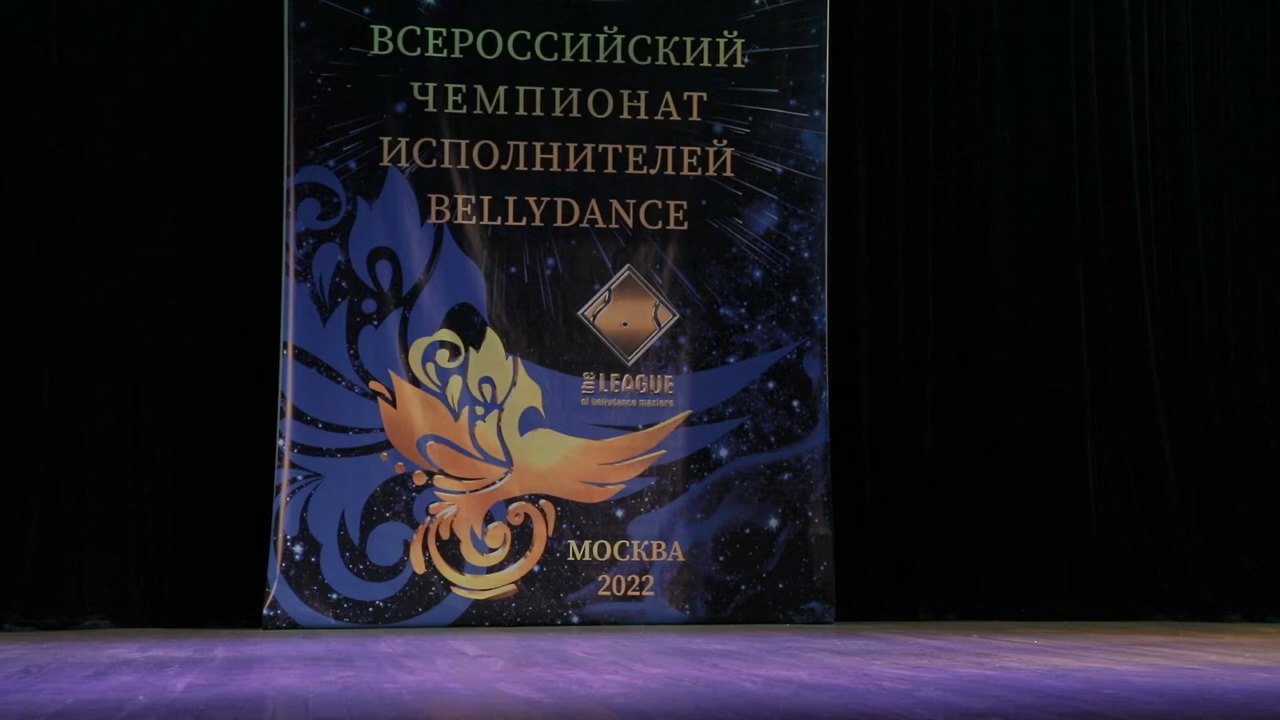 ВСЕРОССИЙСКИЙ
ЧЕМПИОНАТ
ИСПОЛНИТЕЛЕЙ
BELLYDANCE
the LEAGUE
of bellydance masters
МОСКВА
2022